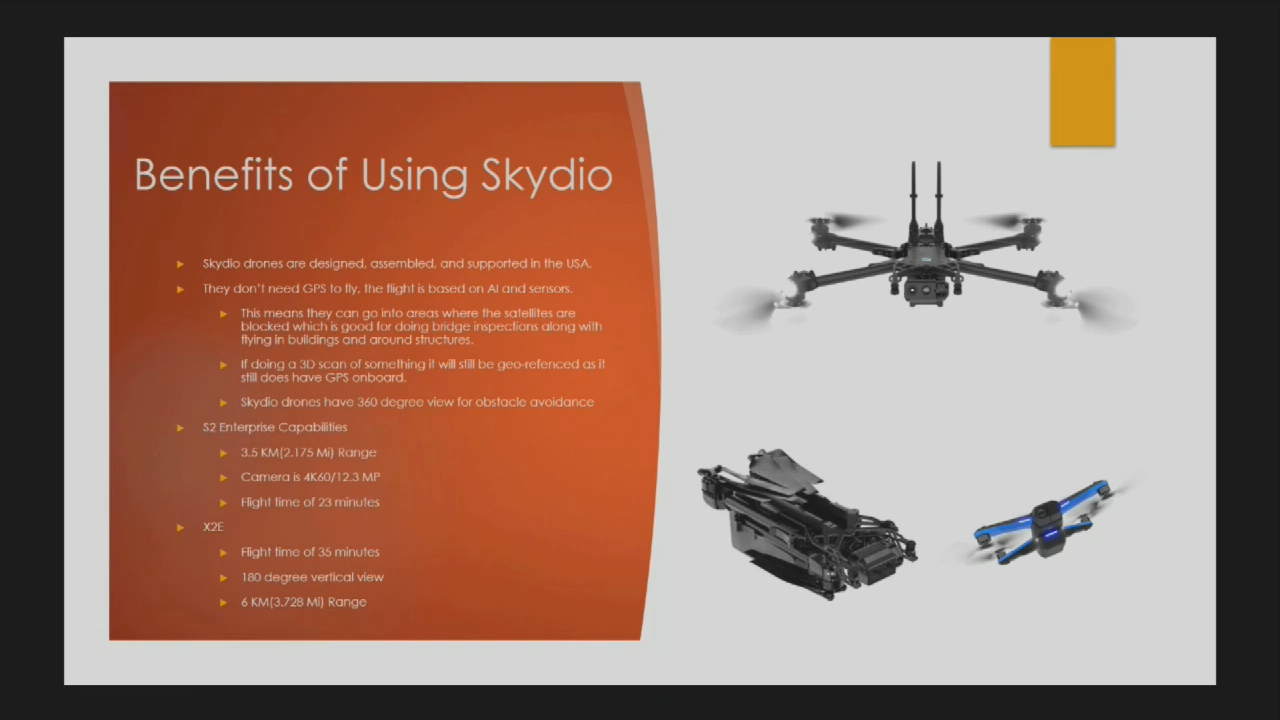 Benefits of Using Skydio
Skydio drones are designed, assembled, and supported in the USA.
They don't need GPS to fly, the flight is based on AI and sensors.
This means they can go into areas where the satellites are
blocked which is good for doing bridge inspections along with
flying in buildings and around structures.
If doing a 3D scan of something it will still be geo-refenced as it
still does have GPS onboard.
Skydio drones have 360 degree view for obstacle avoidance
S2 Enterprise Capabilities
3.5 KM(2.175 Mi) Range
Camera is 4K60/12.3 MP
Flight time of 23 minutes
X2E
Flight time of 35 minutes
180 degree vertical view
6 KM(3.728 Mi) Range